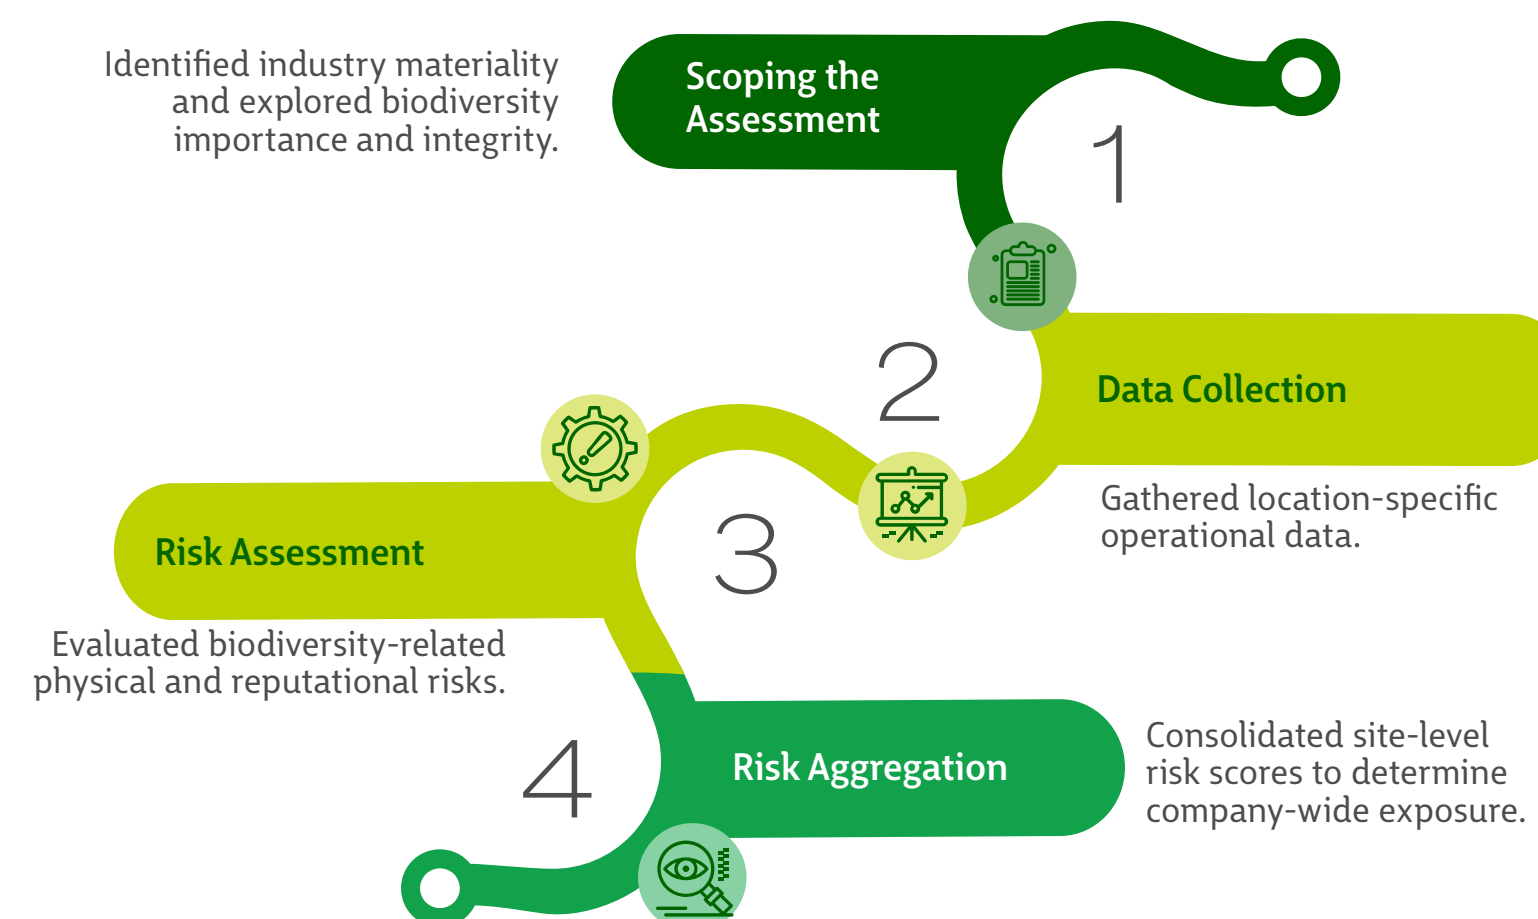 Identified industry materiality
and explored biodiversity
importance and integrity.
Scoping the
Assessment
1
2
Data Collection
Gathered location-specific
operational data.
3
Risk Assessment
Evaluated biodiversity-related
physical and reputational risks.
4
Risk Aggregation
Consolidated site-level
risk scores to determine
company-wide exposure.